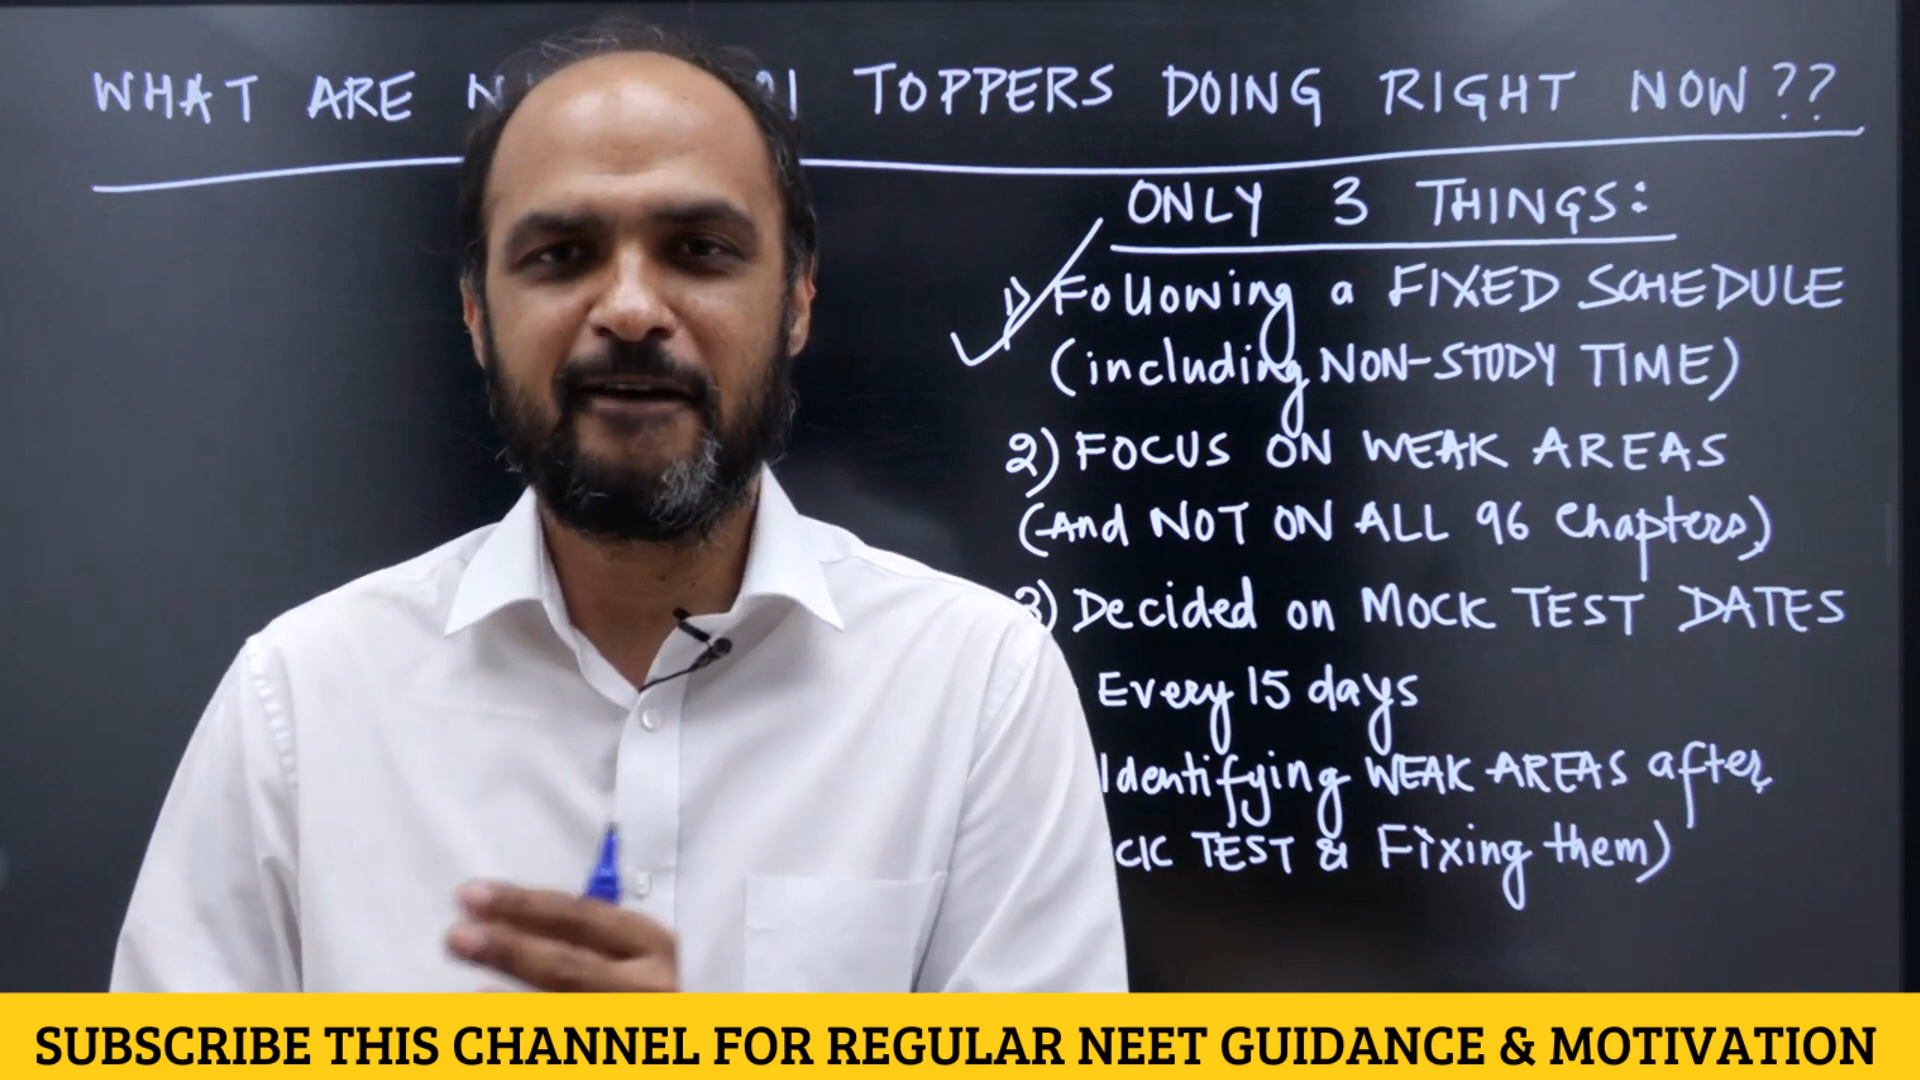 WHAT ARE TOPPERS DOING RIGHT NOW??
ONLY 3 THINGS:
1) Following a FIXED SCHEDULE
(including NON-STUDY TIME)
2) FOCUS ON WEAK AREAS
(And NOT ON ALL 96 Chapters)
3) Decided on MOCK TEST DATES
Every 15 days
Identifying WEAK AREAS after
TEST & Fixing them)
SUBSCRIBE THIS CHANNEL FOR REGULAR NEET GUIDANCE & MOTIVATION